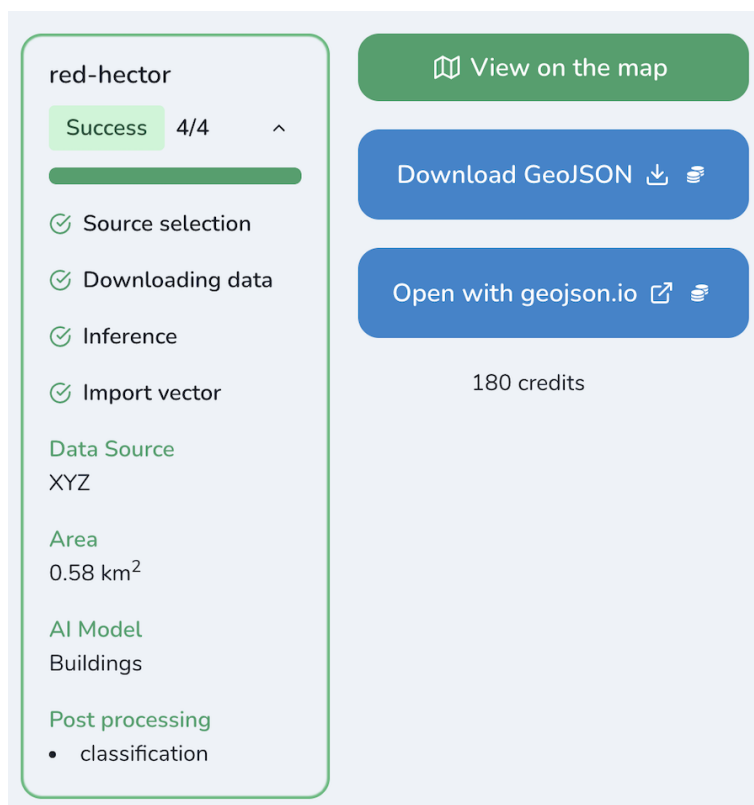 red-hector
Success 4/4
Source selection
Downloading data
Inference
Import vector
Data Source
XYZ
Area
0.58 km²
AI Model
Buildings
Post processing
• classification
View on the map
Download GeoJSON
Open with geojson.io
180 credits